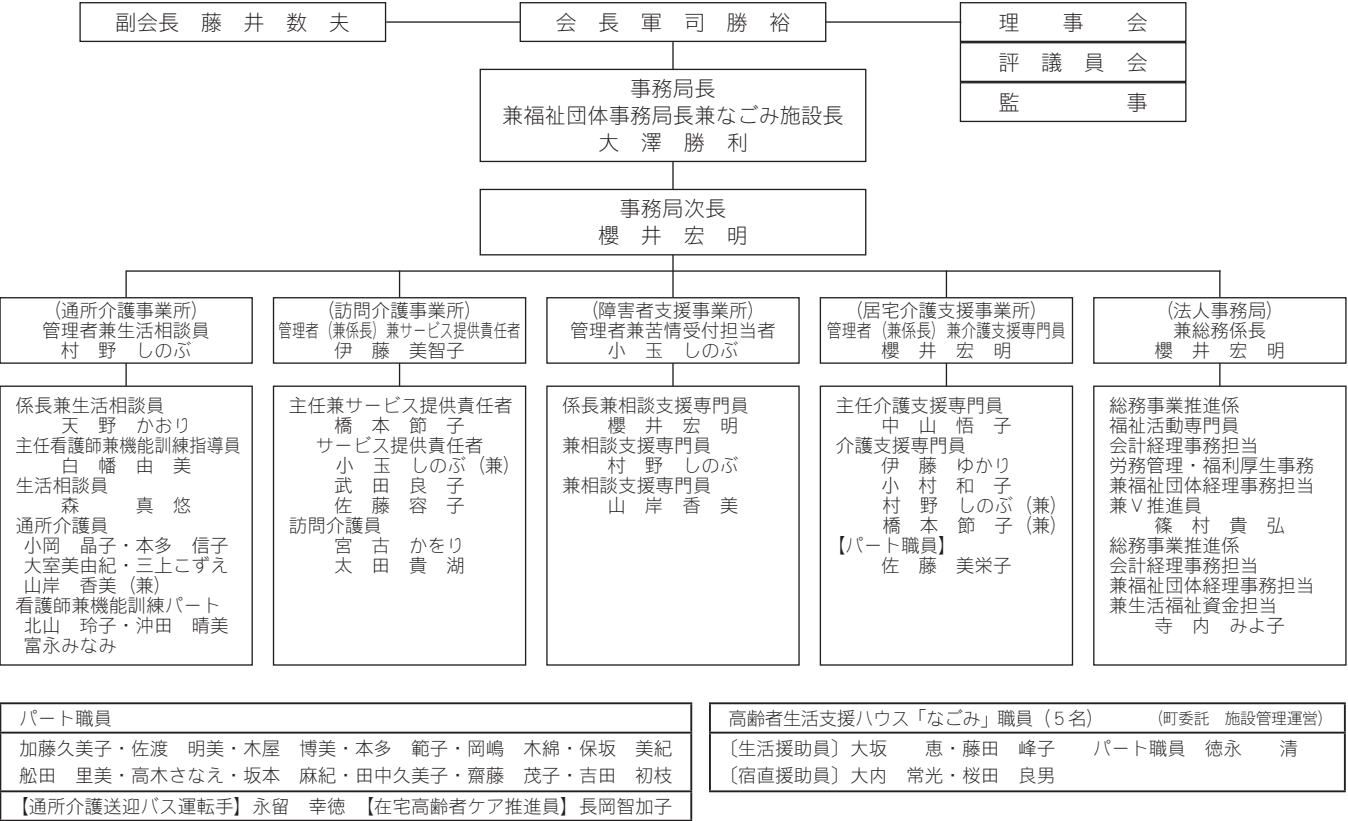 副会長　藤　井　数　夫
会　長　軍　司　勝　裕
理　事　会
評　議　員　会
監　事
事務局長
兼福祉団体事務局長兼なごみ施設長
大　澤　勝　利
事務局次長
櫻　井　宏　明
(通所介護事業所)
管理者兼生活相談員
村　野　しのぶ
係長兼生活相談員
天　野　かおり
主任看護師兼機能訓練指導員
白　幡　由　美
生活相談員
森　　真　悠
通所介護員
小岡　晶子・本多　信子
大室美由紀・三上こずえ
山岸　香美（兼）
看護師兼機能訓練パート
北山　玲子・沖田　晴美
富永みなみ
(訪問介護事業所)
管理者（兼係長）兼サービス提供責任者
伊　藤　美智子
主任兼サービス提供責任者
橋　本　節　子
サービス提供責任者
小　玉　しのぶ（兼）
武　田　良　子
佐　藤　容　子
訪問介護員
宮　古　かをり
太　田　貴　湖
(障害者支援事業所)
管理者兼苦情受付担当者
小　玉　しのぶ
係長兼相談支援専門員
櫻　井　宏　明
兼相談支援専門員
村　野　しのぶ
兼相談支援専門員
山　岸　香　美
(居宅介護支援事業所)
管理者（兼係長）兼介護支援専門員
櫻　井　宏　明
主任介護支援専門員
中　山　悟　子
介護支援専門員
伊　藤　ゆかり
小　村　和　子
村　野　しのぶ（兼）
橋　本　節　子（兼）
【パート職員】
佐　藤　美栄子
(法人事務局)
兼総務係長
櫻　井　宏　明
総務事業推進係
福祉活動専門員
会計経理事務担当
労務管理・福利厚生事務
兼福祉団体経理事務担当
兼Ｖ推進員
篠　村　貴　弘
総務事業推進係
会計経理事務担当
兼福祉団体経理事務担当
兼生活福祉資金担当
寺　内　みよ子
パート職員
加藤久美子・佐渡　明美・木屋　博美・本多　範子・岡嶋　木綿・保坂　美紀
舩田　里美・高木さなえ・坂本　麻紀・田中久美子・齋藤　茂子・吉田　初枝
【通所介護送迎バス運転手】永留　幸徳　【在宅高齢者ケア推進員】長岡智加子
高齢者生活支援ハウス「なごみ」職員（５名）　（町委託　施設管理運営）
〔生活援助員〕大坂　　恵・藤田　峰子　　パート職員　徳永　　清
〔宿直援助員〕大内　常光・桜田　良男